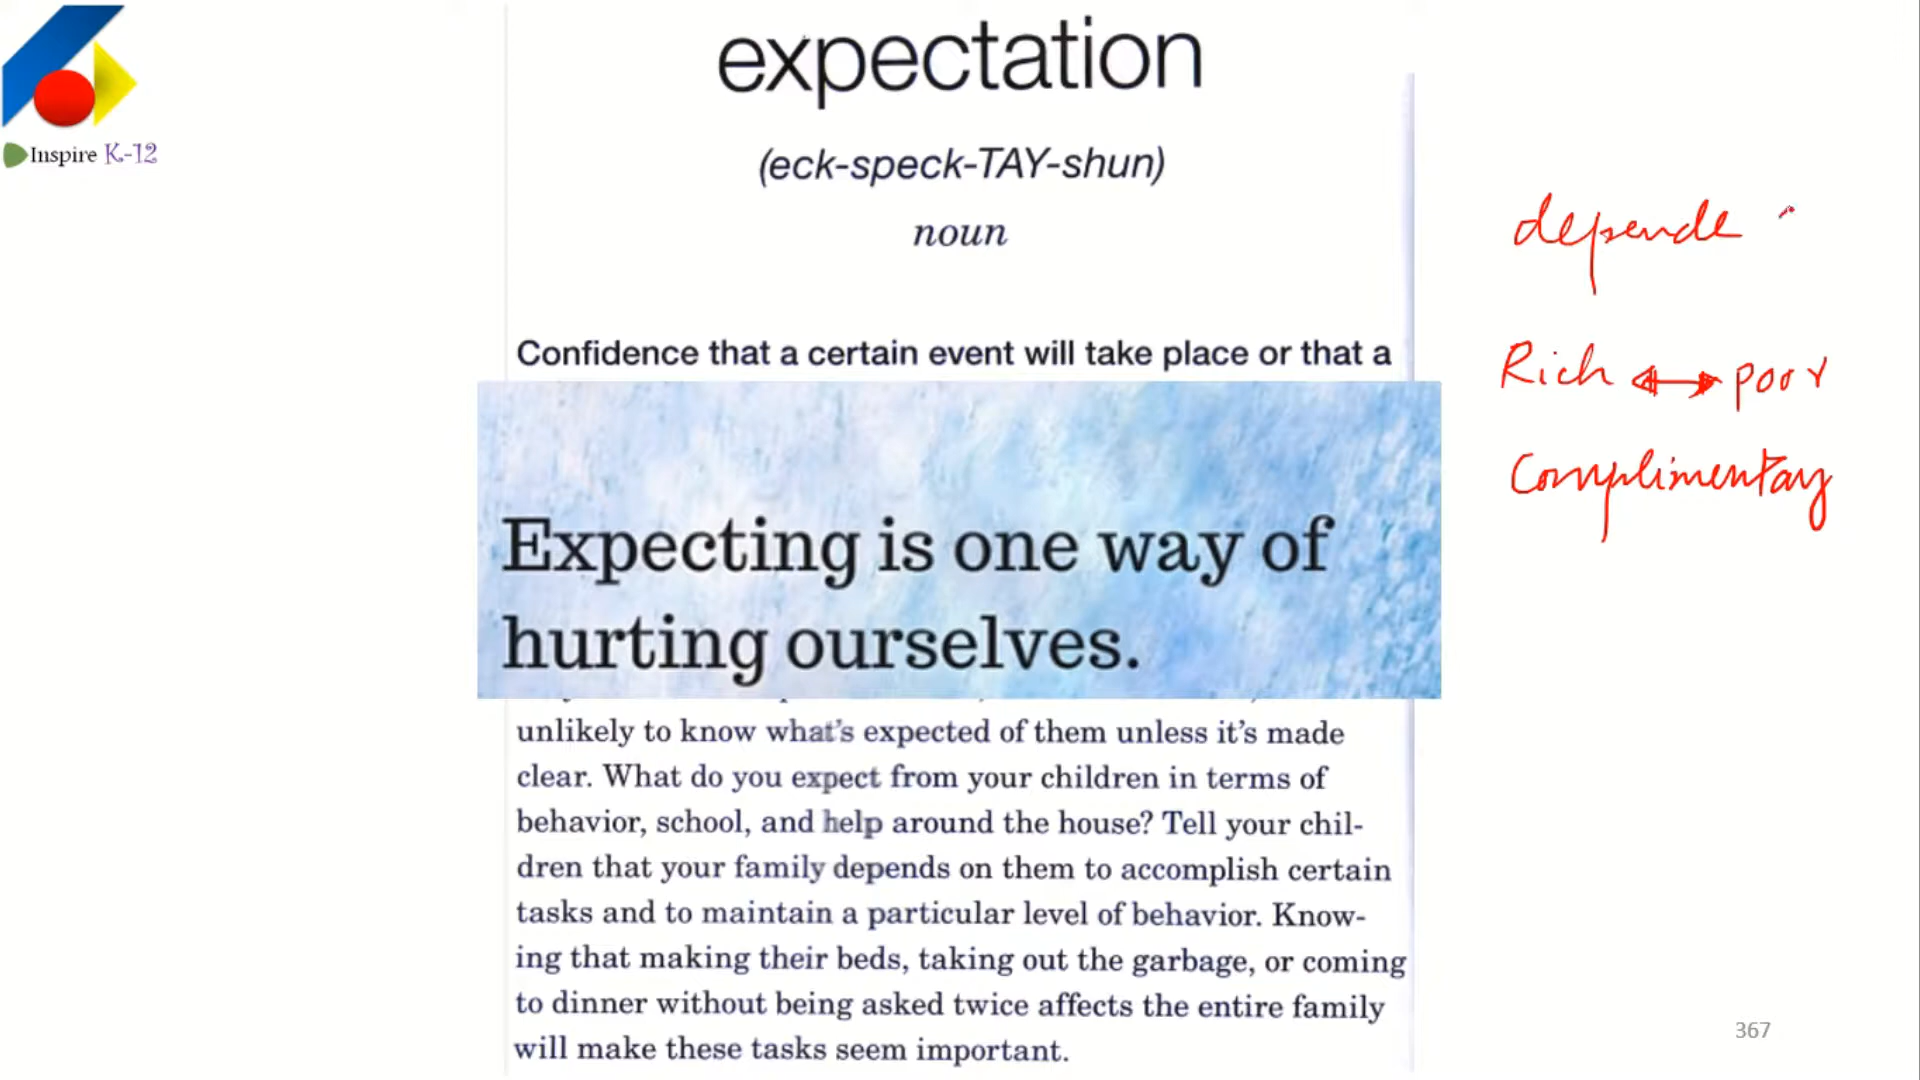 Inspire K-12
expectation
(eck-speck-TAY-shun)
noun
Confidence that a certain event will take place or that a
Expecting is one way of
hurting ourselves.
unlikely to know what's expected of them unless it's made
clear. What do you expect from your children in terms of
behavior, school, and help around the house? Tell your chil-
dren that your family depends on them to accomplish certain
tasks and to maintain a particular level of behavior. Know-
ing that making their beds, taking out the garbage, or coming
to dinner without being asked twice affects the entire family
will make these tasks seem important.
depende
Rich ↔ poor
Complimentary
367